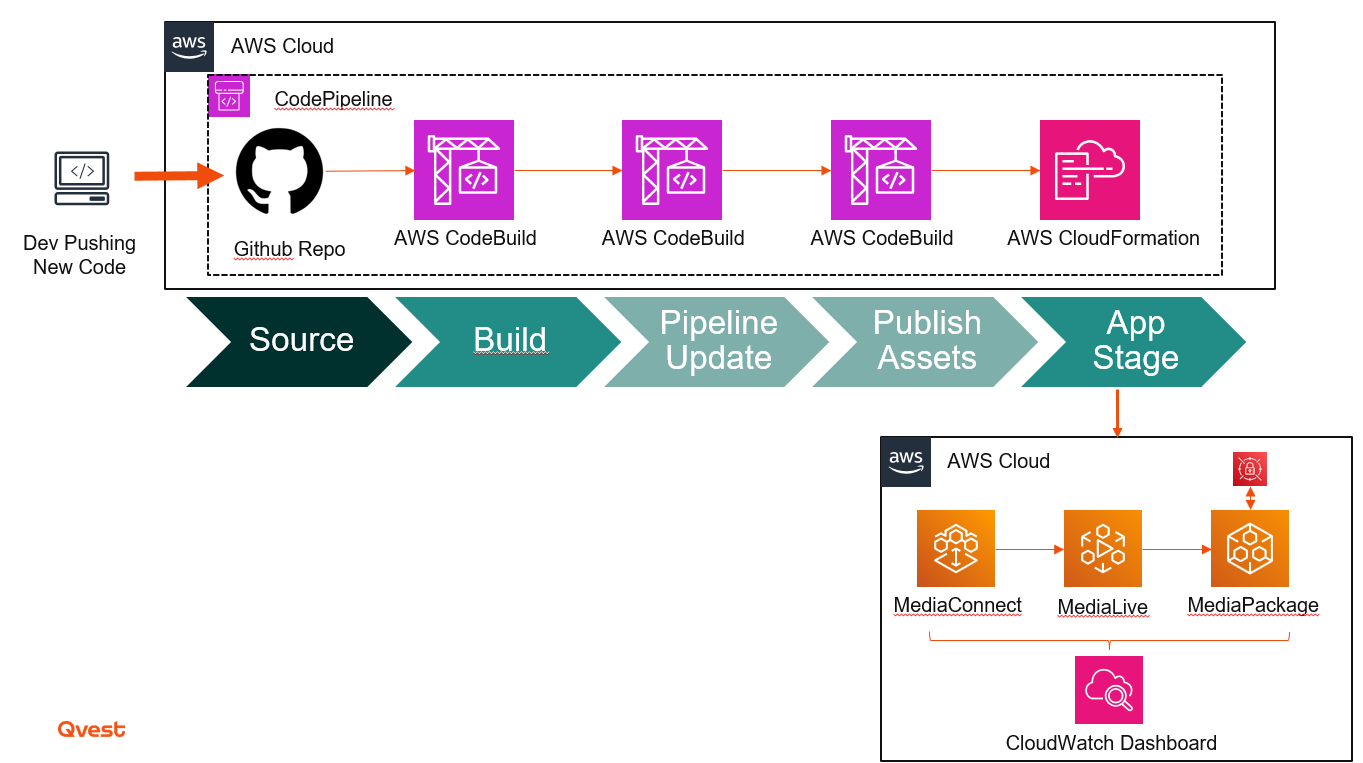 aws
AWS Cloud
CodePipeline
</>
Dev Pushing
New Code
Github Repo
</>
AWS CodeBuild
</>
AWS CodeBuild
</>
AWS CodeBuild
AWS CloudFormation
Source
Build
Pipeline
Update
Publish
Assets
App
Stage
aws
AWS Cloud
MediaConnect
MediaLive
MediaPackage
CloudWatch Dashboard
Qvest